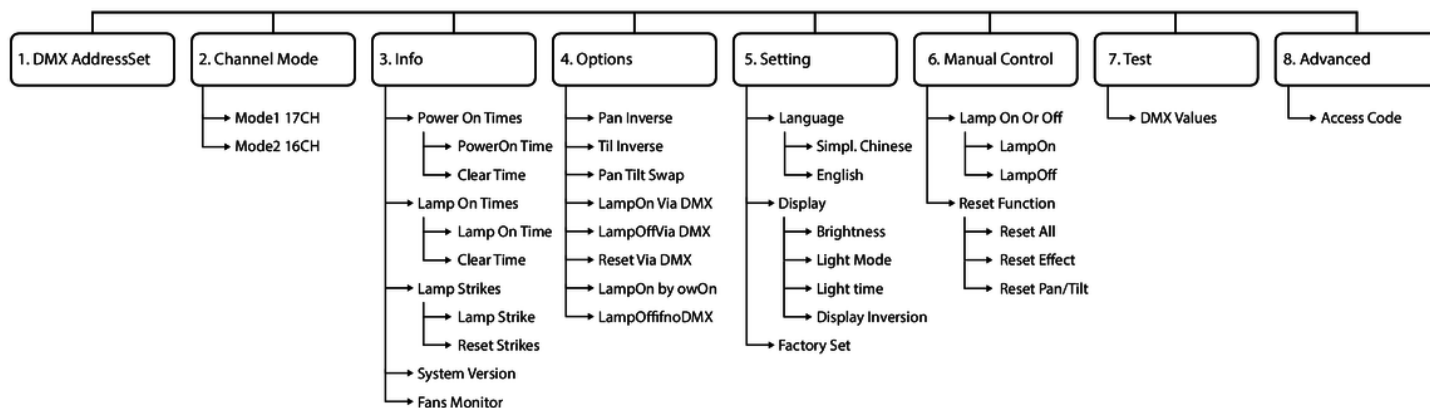 1. DMX AddressSet
2. Channel Mode
Mode1 17CH
Mode2 16CH
3. Info
Power On Times
PowerOn Time
Clear Time
Lamp On Times
Lamp On Time
Clear Time
Lamp Strikes
Lamp Strike
Reset Strikes
System Version
Fans Monitor
4. Options
Pan Inverse
Til Inverse
Pan Tilt Swap
LampOn Via DMX
LampOffVia DMX
Reset Via DMX
LampOn by owOn
LampOffifnoDMX
5. Setting
Language
Simpl. Chinese
English
Display
Brightness
Light Mode
Light time
Display Inversion
Factory Set
6. Manual Control
Lamp On Or Off
LampOn
LampOff
Reset Function
Reset All
Reset Effect
Reset Pan/Tilt
7. Test
DMX Values
8. Advanced
Access Code